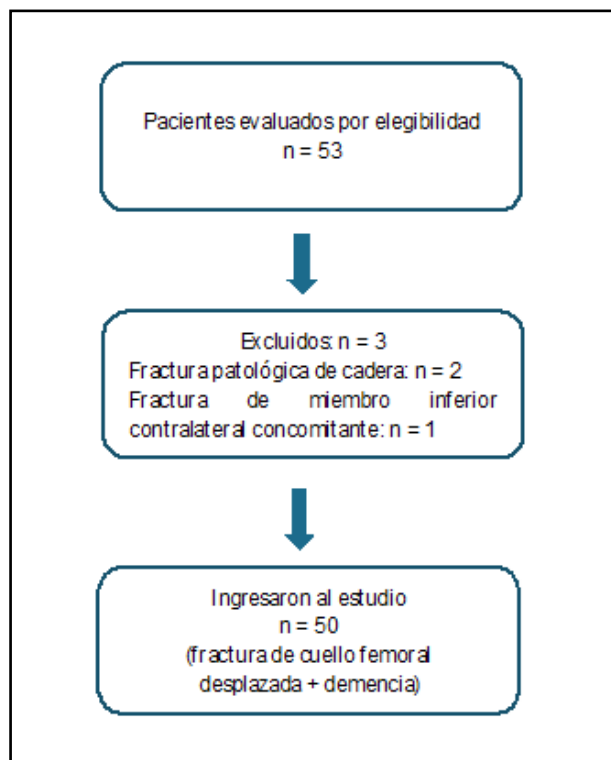 Pacientes evaluados por elegibilidad
n = 53
Excluidos: n = 3
Fractura patológica de cadera: n = 2
Fractura de miembro inferior
contralateral concomitante: n = 1
Ingresaron al estudio
n = 50
(fractura de cuello femoral
desplazada + demencia)